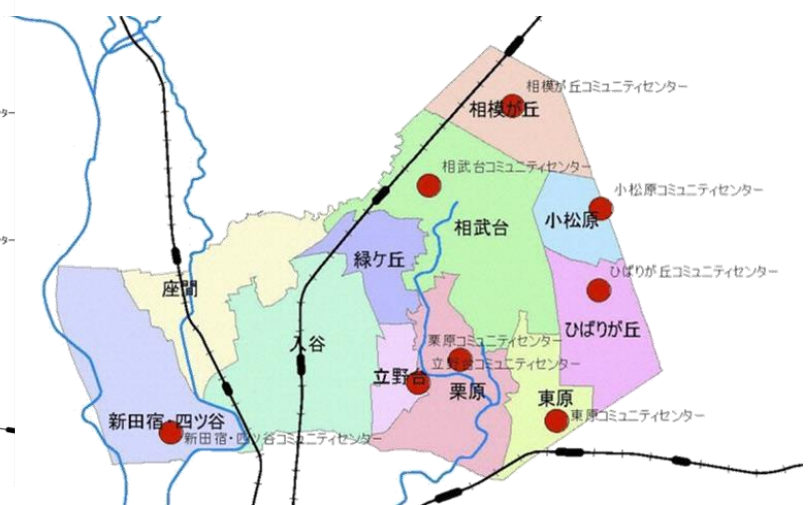 相模が丘コミュニティセンター
相模が丘
相武台コミュニティセンター
小松原コミュニティセンター
小松原
相武台
緑ケ丘
ひばりが丘コミュニティセンター
座間
ひばりが丘
栗原コミュニティセンター
入谷
立野台コミュニティセンター
立野台
栗原
東原
東原コミュニティセンター
新田宿・四ツ谷
新田宿・四ツ谷コミュニティセンター